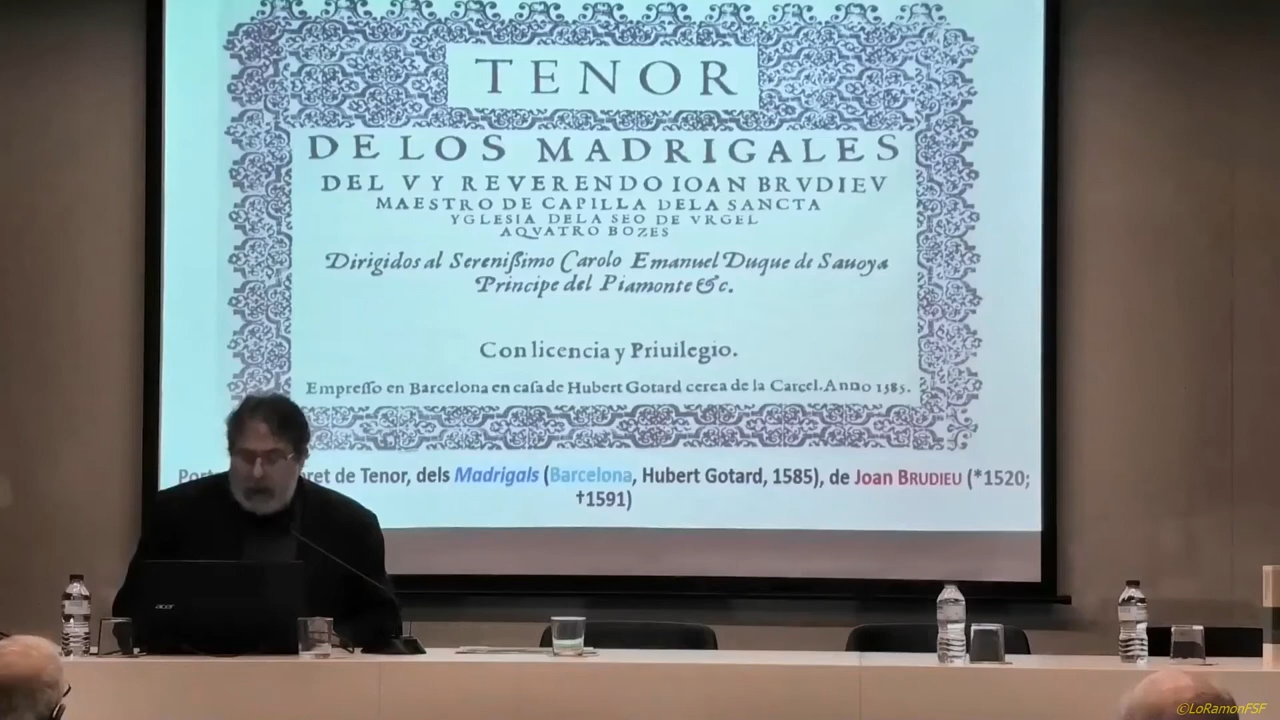 TENOR
DE LOS MADRIGALES
DEL VY REVERENDO IOAN BRVDIEV
MAESTRO DE CAPILLA DELA SANCTA
YGLESIA DELA SEO DE VRGEL
AQVATRO BOZES
Dirigidos al Sereniſsimo Carolo Emanuel Duque de Sauoya
Principe del Piamonte &c.
Con licencia y Priuilegio.
Empreſſo en Barcelona en caſa de Hubert Gotard cerca de la Carcel. Anno 1585.
de Tenor, dels Madrigals (Barcelona, Hubert Gotard, 1585), de Joan BRUDIEU (*1520;
†1591)
acer
©LoRamonFSF